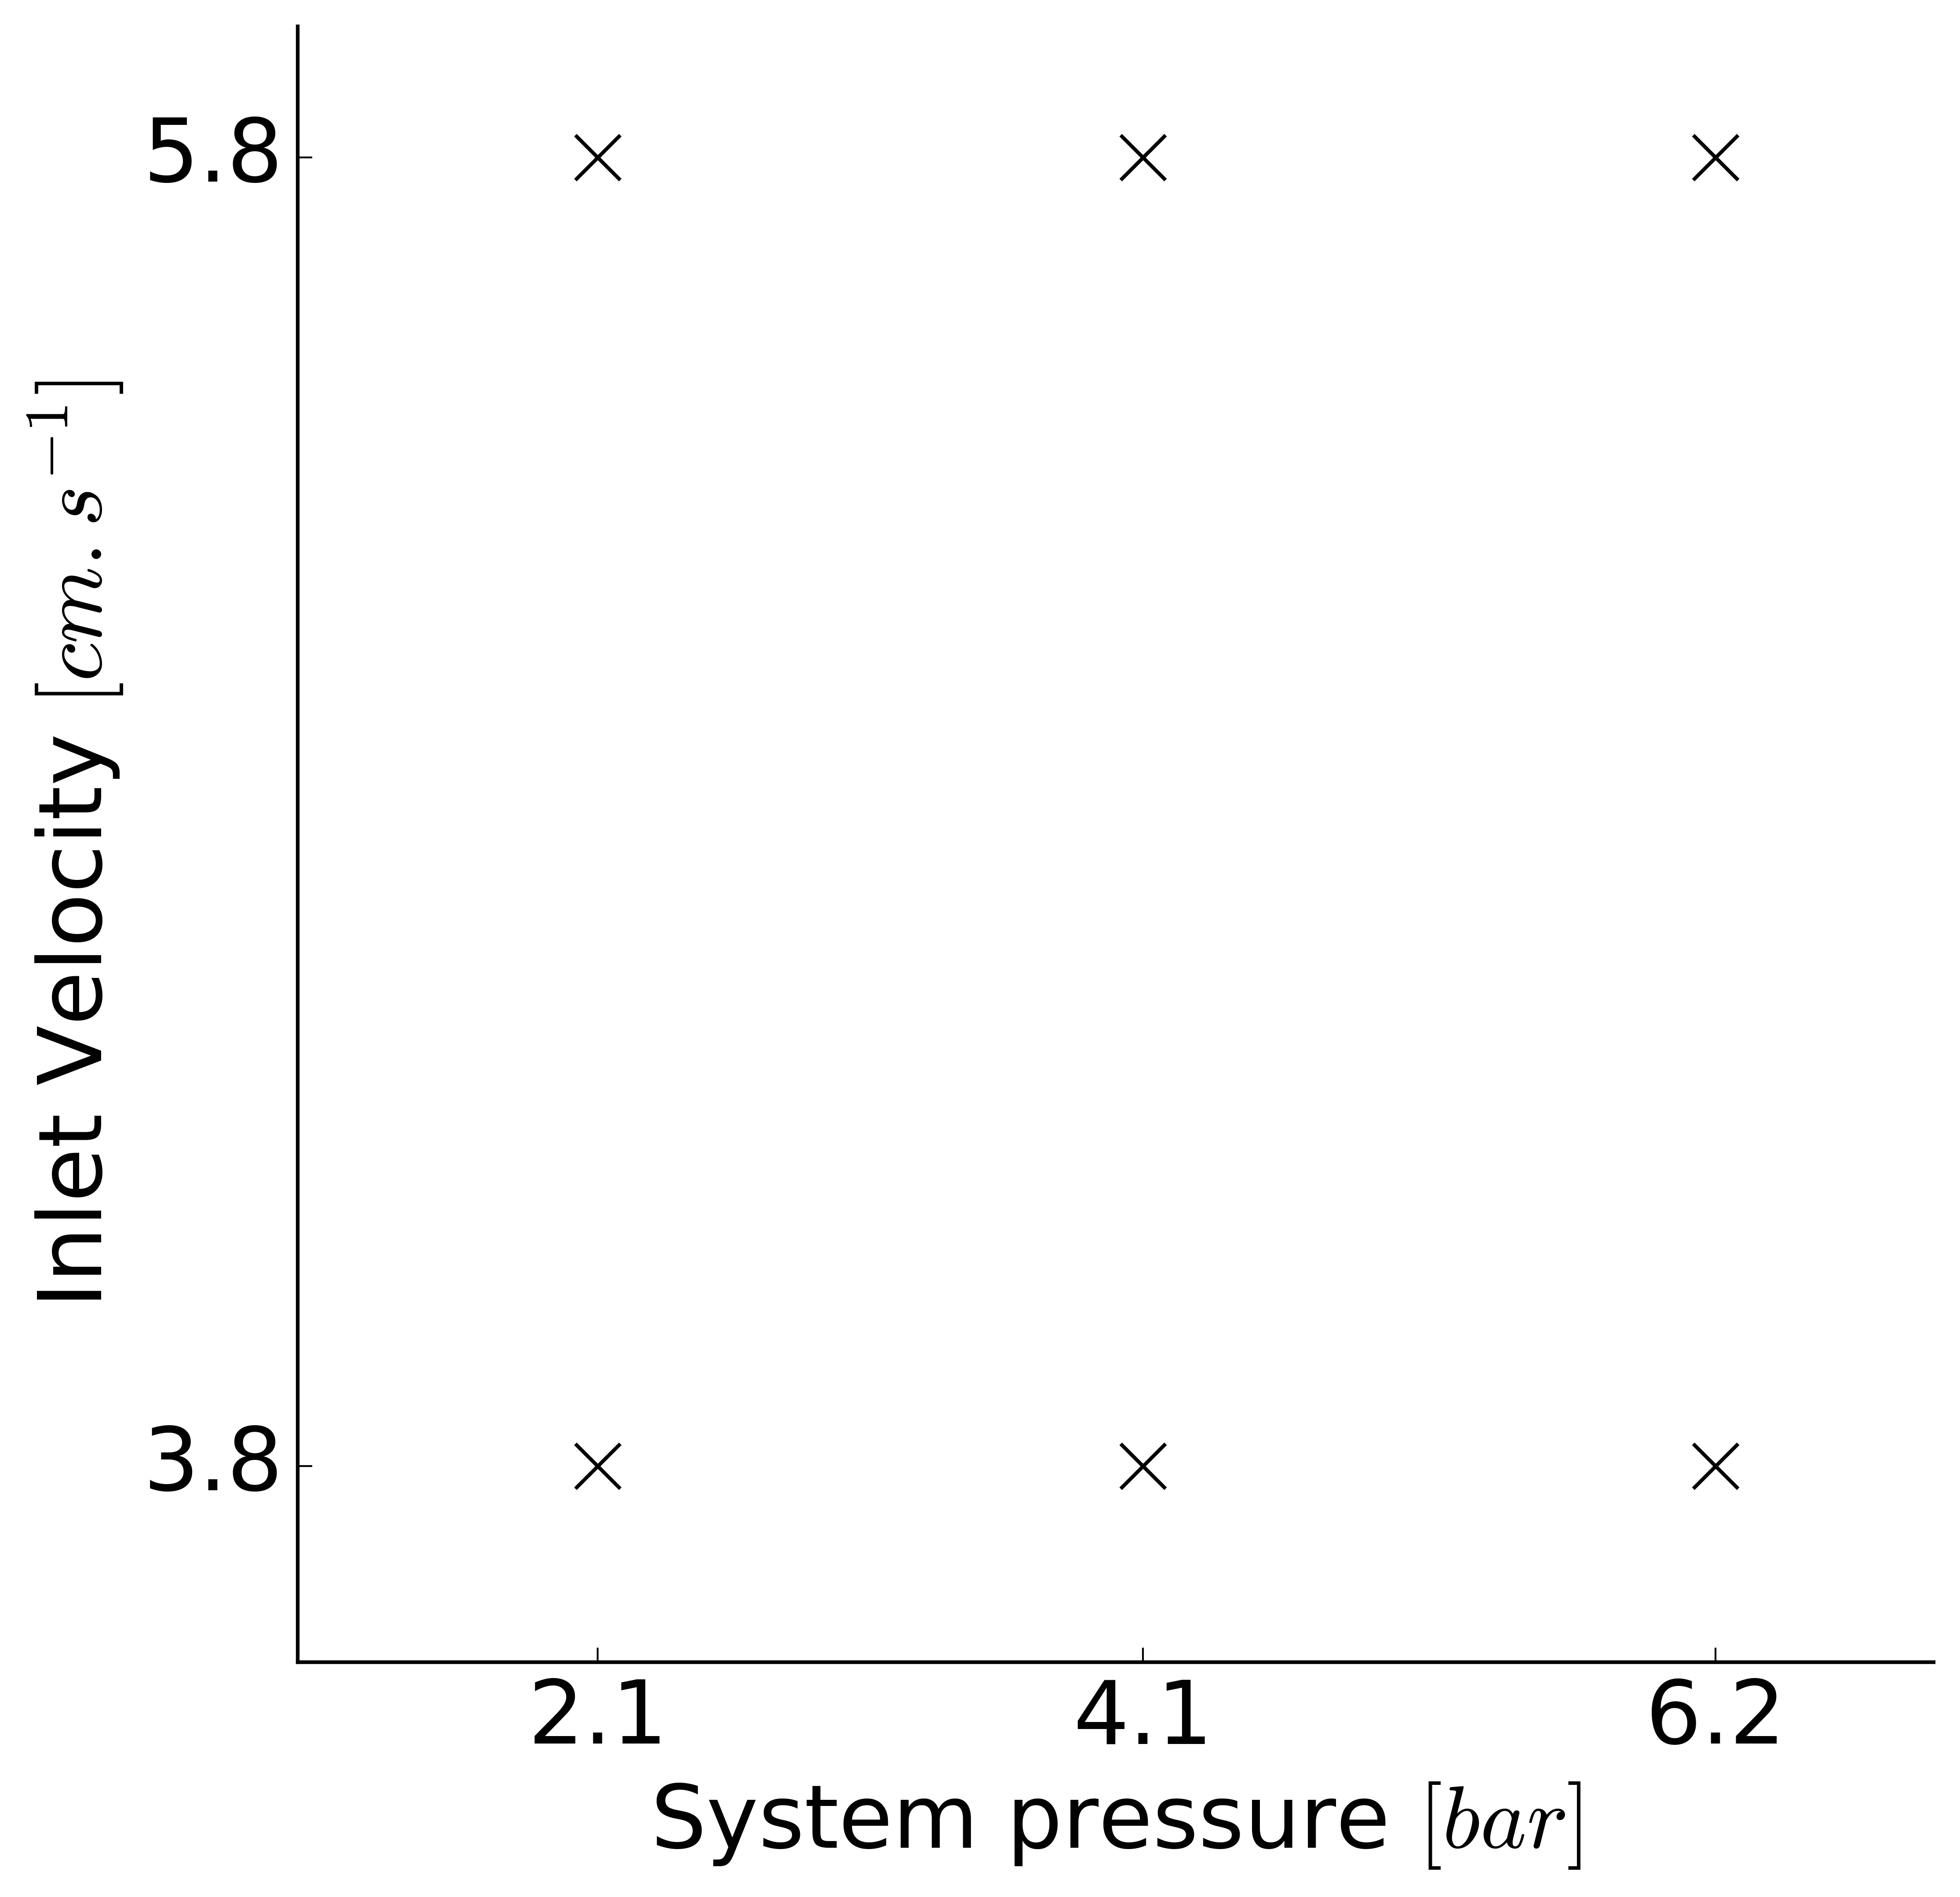 5.8
Inlet Velocity [cm.s⁻¹]
3.8
2.1 4.1 6.2
System pressure [bar]